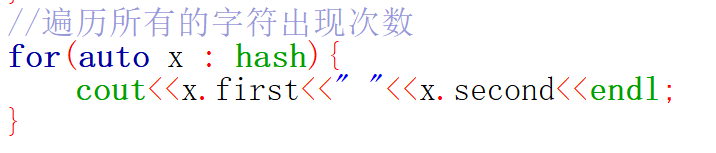 //遍历所有的字符出现次数
for(auto x : hash){
    cout<<x.first<<" "<<x.second<<endl;
}